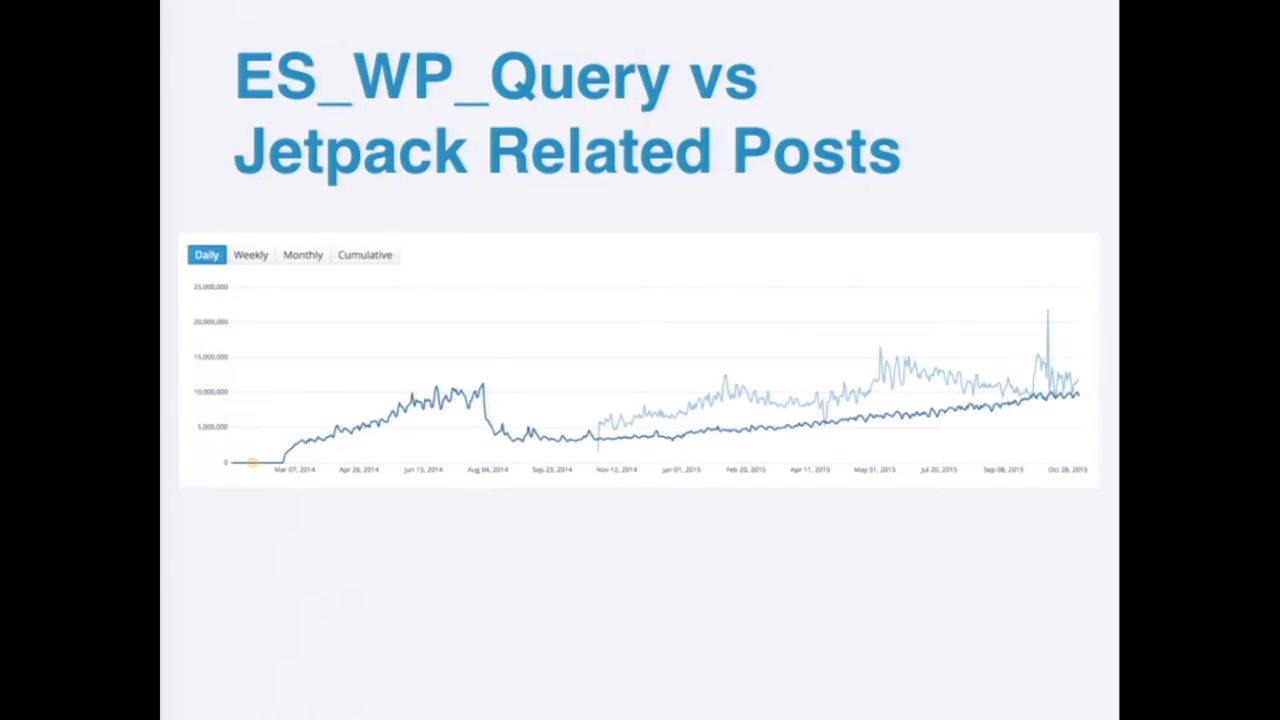 ES_WP_Query vs
Jetpack Related Posts
Daily Weekly Monthly Cumulative
25,000,000
20,000,000
15,000,000
10,000,000
5,000,000
0
Mar 07, 2014 Apr 26, 2014 Jun 15, 2014 Aug 04, 2014 Sep 23, 2014 Nov 12, 2014 Jan 01, 2015 Feb 20, 2015 Apr 11, 2015 May 31, 2015 Jul 20, 2015 Sep 08, 2015 Oct 28, 2015